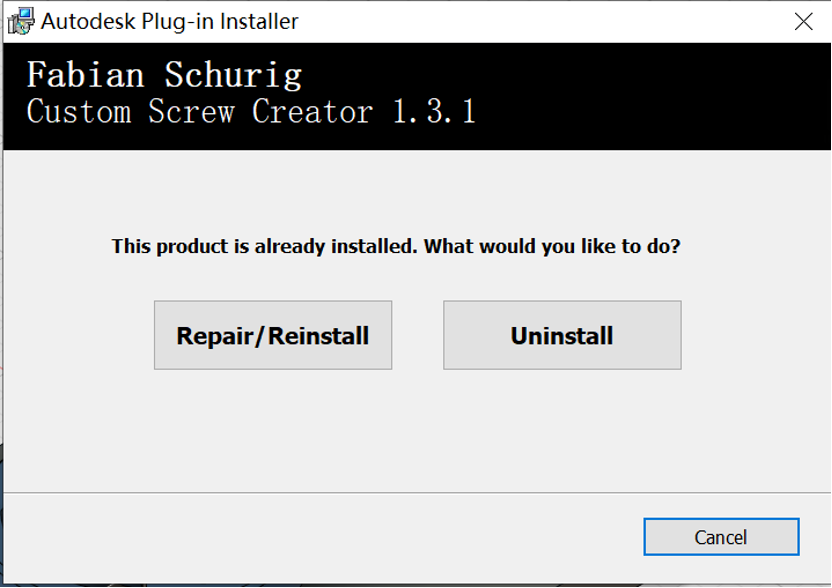 Autodesk Plug-in Installer
Fabian Schurig
Custom Screw Creator 1.3.1
This product is already installed. What would you like to do?
Repair/Reinstall
Uninstall
Cancel